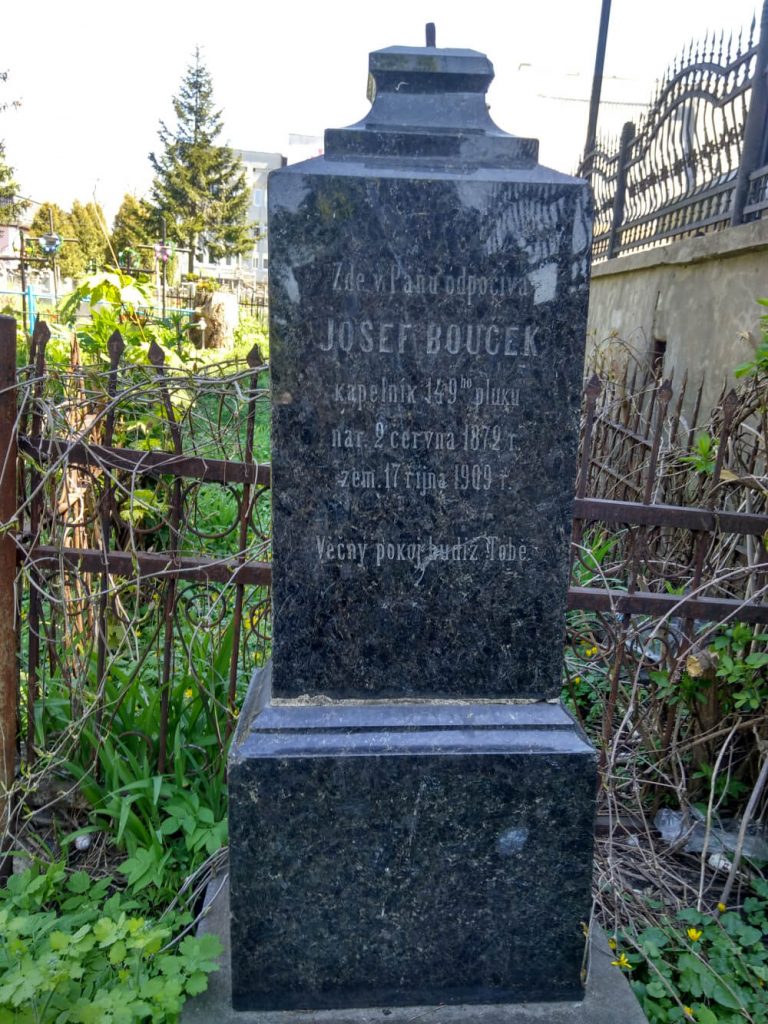 Zde v Pánu odpočívá
JOSEF BOUČEK
kapelník 149ho pluku
nar. 2 června 1872 r.
zem. 17 října 1909 r.
Věčný pokoj budiž Tobě